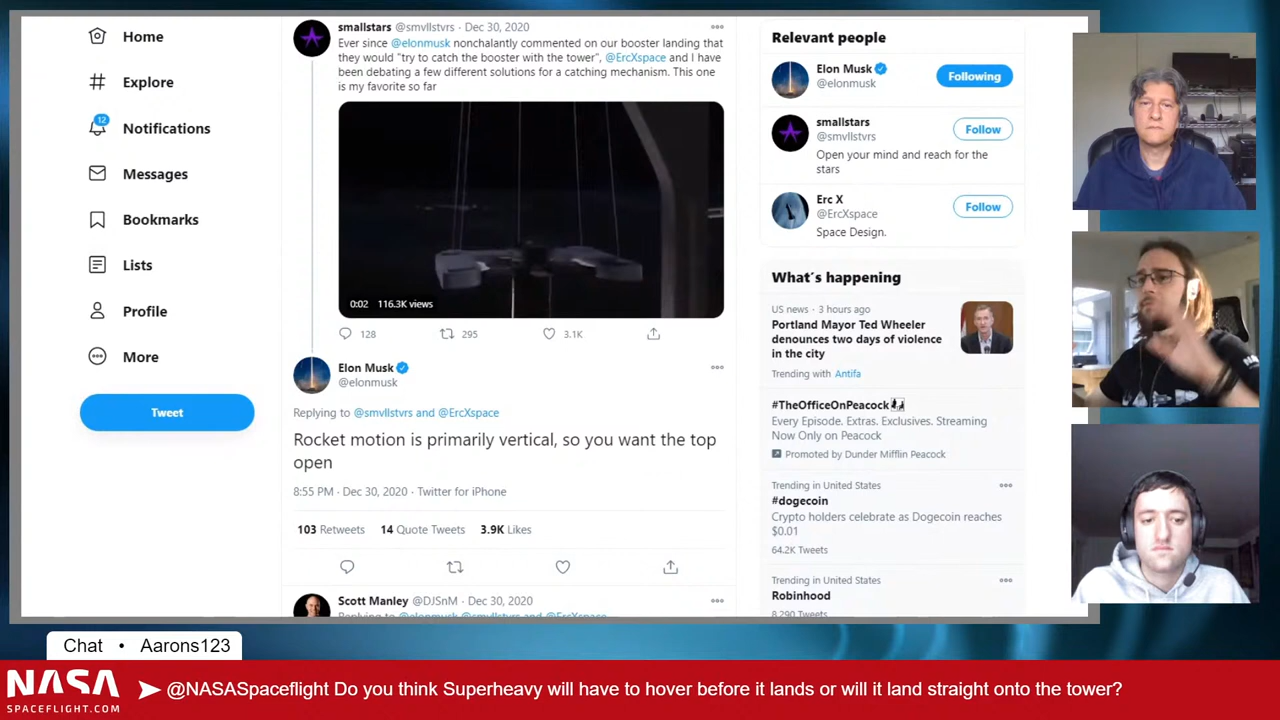 Home
Explore
12
Notifications
Messages
Bookmarks
Lists
Profile
More
Tweet
smallstars @smvllstvrs - Dec 30, 2020
Ever since @elonmusk nonchalantly commented on our booster landing that
they would "try to catch the booster with the tower", @ErcXspace and I have
been debating a few different solutions for a catching mechanism. This one
is my favorite so far
0:02 116.3K views
128 295 3.1K
Elon Musk
@elonmusk
Replying to @smvllstvrs and @ErcXspace
Rocket motion is primarily vertical, so you want the top
open
8:55 PM · Dec 30, 2020 · Twitter for iPhone
103 Retweets 14 Quote Tweets 3.9K Likes
Scott Manley @DJSnM · Dec 30, 2020
Replying to @elonmusk @smvllstvrs and @ErcXspace
Relevant people
Elon Musk
@elonmusk
Following
smallstars
@smvllstvrs
Follow
Open your mind and reach for the
stars
Erc X
@ErcXspace
Follow
Space Design.
What's happening
US news · 3 hours ago
Portland Mayor Ted Wheeler
denounces two days of violence
in the city
Trending with Antifa
#TheOfficeOnPeacock
Every Episode. Extras. Exclusives. Streaming
Now Only on Peacock
Promoted by Dunder Mifflin Peacock
Trending in United States
#dogecoin
Crypto holders celebrate as Dogecoin reaches
$0.01
64.2K Tweets
Trending in United States
Robinhood
8,290 Tweets
Chat • Aarons123
NASA
SPACEFLIGHT.COM
@NASASpaceflight Do you think Superheavy will have to hover before it lands or will it land straight onto the tower?